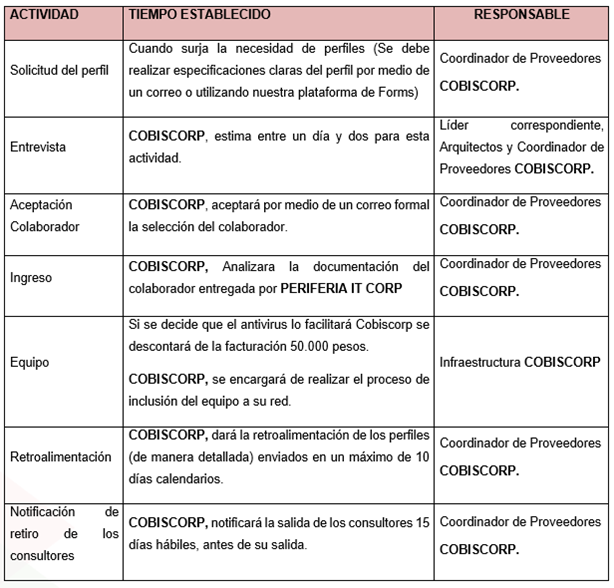 ACTIVIDAD TIEMPO ESTABLECIDO RESPONSABLE
Solicitud del perfil
Cuando surja la necesidad de perfiles (Se debe
realizar especificaciones claras del perfil por medio de
un correo o utilizando nuestra plataforma de Forms)
Coordinador de Proveedores
COBISCORP.
Entrevista
COBISCORP, estima entre un día y dos para esta
actividad.
Líder correspondiente,
Arquitectos y Coordinador de
Proveedores COBISCORP.
Aceptación
Colaborador
COBISCORP, aceptará por medio de un correo formal
la selección del colaborador.
Coordinador de Proveedores
COBISCORP.
Ingreso
COBISCORP, Analizara la documentación del
colaborador entregada por PERIFERIA IT CORP
Coordinador de Proveedores
COBISCORP.
Equipo
Si se decide que el antivirus lo facilitará Cobiscorp se
descontará de la facturación 50.000 pesos.
COBISCORP, se encargará de realizar el proceso de
inclusión del equipo a su red.
Infraestructura COBISCORP
Retroalimentación
COBISCORP, dará la retroalimentación de los perfiles
(de manera detallada) enviados en un máximo de 10
días calendarios.
Coordinador de Proveedores
COBISCORP.
Notificación de
retiro de los
consultores
COBISCORP, notificará la salida de los consultores 15
días hábiles, antes de su salida.
Coordinador de Proveedores
COBISCORP.